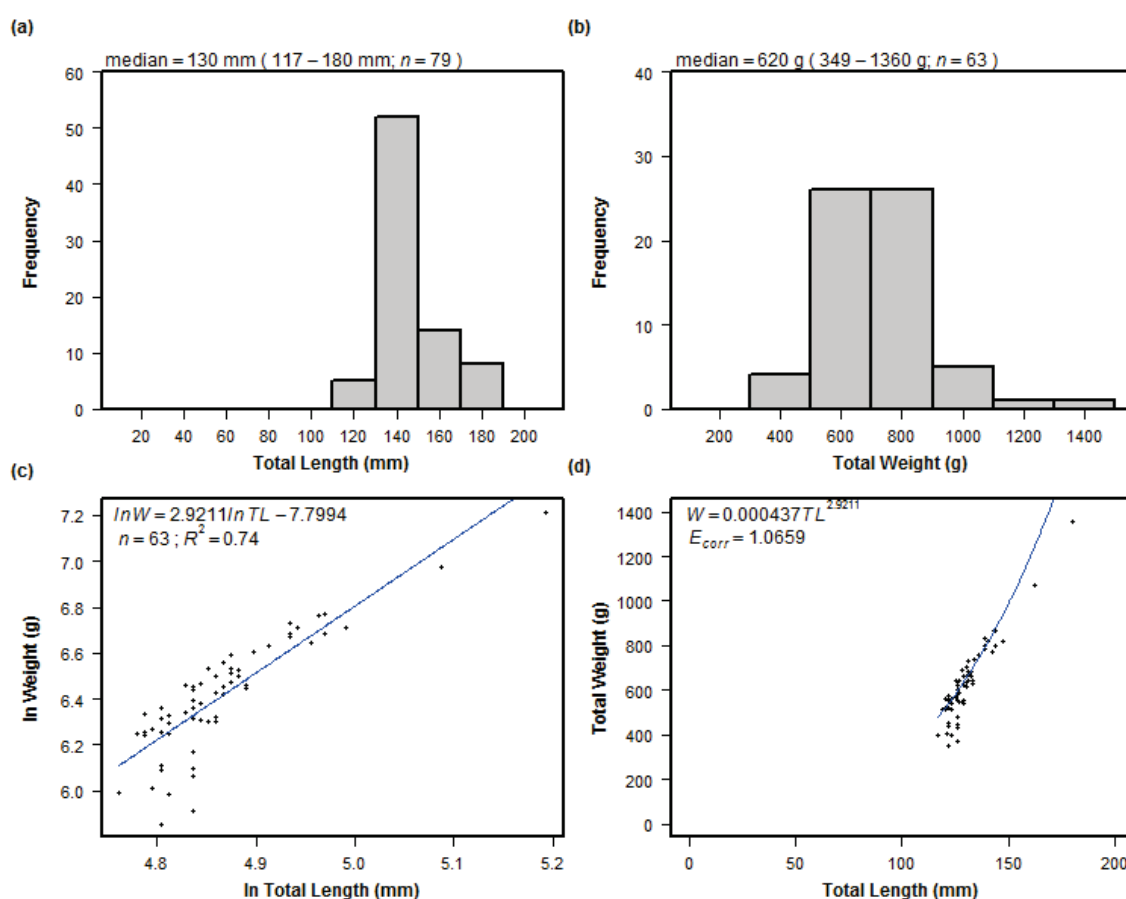 (a)
median = 130 mm ( 117 – 180 mm; n = 79 )
60
50
40
30
20
10
0
Frequency
20 40 60 80 100 120 140 160 180 200
Total Length (mm)
(b)
median = 620 g ( 349 – 1360 g; n = 63 )
40
30
20
10
0
Frequency
200 400 600 800 1000 1200 1400
Total Weight (g)
(c)
lnW = 2.9211lnTL − 7.7994
n = 63 ; R² = 0.74
7.2
7.0
6.8
6.6
6.4
6.2
6.0
ln Weight (g)
4.8 4.9 5.0 5.1 5.2
ln Total Length (mm)
(d)
W = 0.000437TL^2.9211
E_corr = 1.0659
1400
1200
1000
800
600
400
200
0
Total Weight (g)
0 50 100 150 200
Total Length (mm)